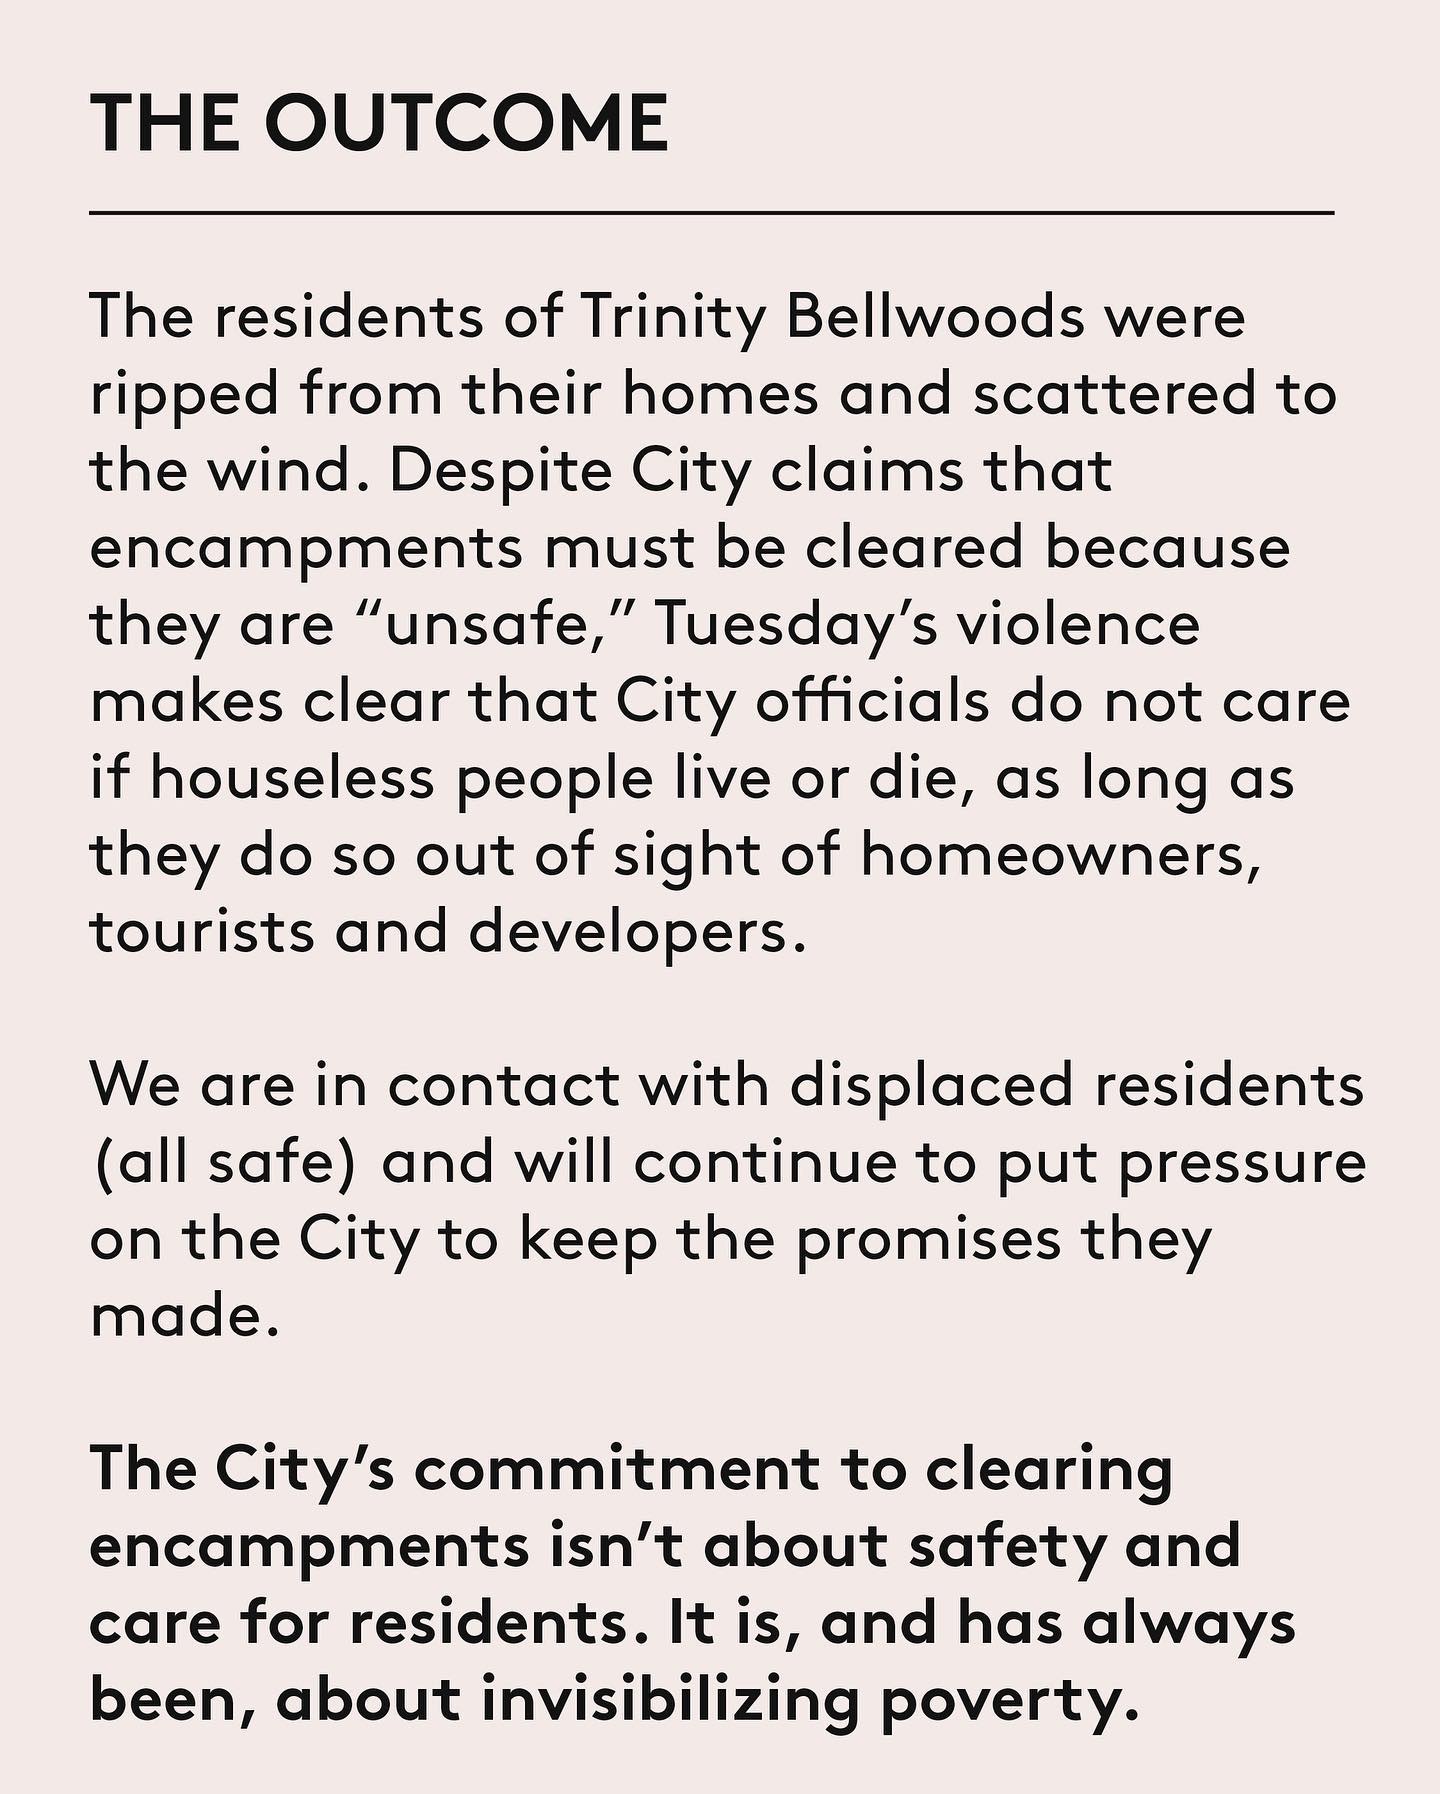 THE OUTCOME
The residents of Trinity Bellwoods were
ripped from their homes and scattered to
the wind. Despite City claims that
encampments must be cleared because
they are “unsafe,” Tuesday’s violence
makes clear that City officials do not care
if houseless people live or die, as long as
they do so out of sight of homeowners,
tourists and developers.
We are in contact with displaced residents
(all safe) and will continue to put pressure
on the City to keep the promises they
made.
The City’s commitment to clearing
encampments isn’t about safety and
care for residents. It is, and has always
been, about invisibilizing poverty.